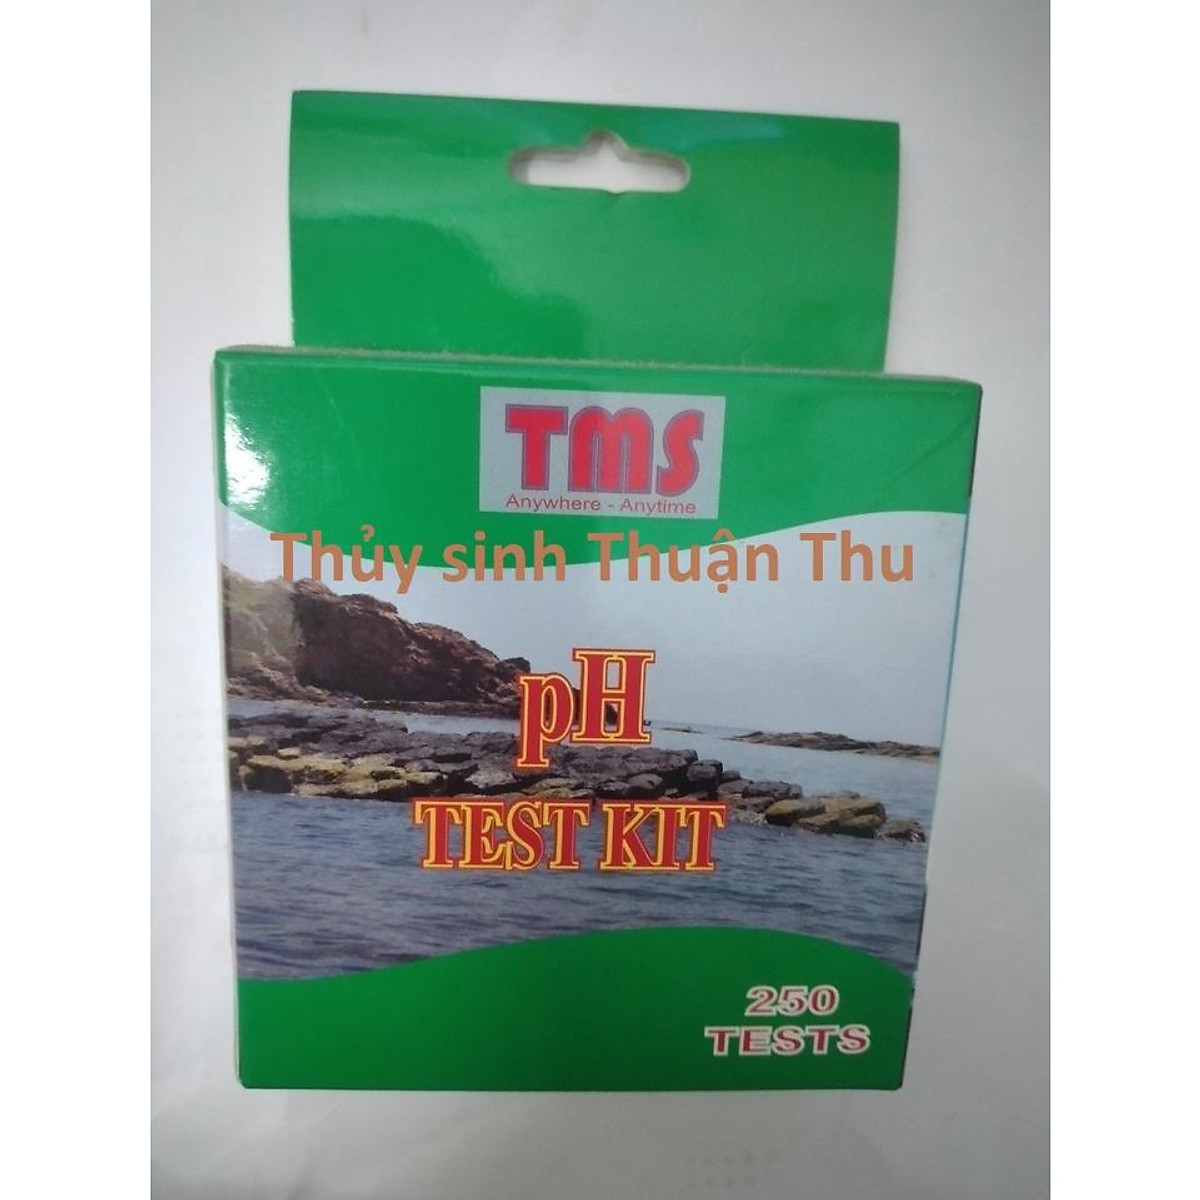 TMS
Anywhere - Anytime
Thủy sinh Thuận Thu
pH
TEST KIT
250
TESTS